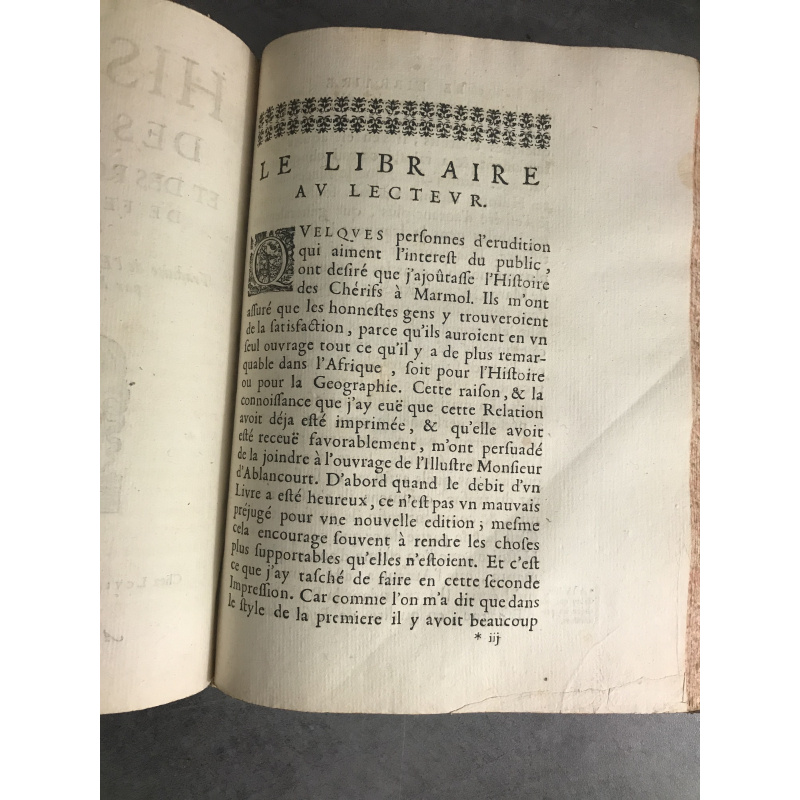 HIS
DES
ET DES R
DE FE
LE LIBRAIRE
AV LECTEVR.
QVELQVES perſonnes d'erudition
qui aiment l'intereſt du public,
ont deſiré que j'ajoûtaſſe l'Hiſtoire
des Chérifs à Marmol. Ils m'ont
aſſuré que les honneſtes gens y trouveroient
de la ſatisfaction, parce qu'ils auroient en vn
ſeul ouvrage tout ce qu'il y a de plus remar-
quable dans l'Afrique, ſoit pour l'Hiſtoire
ou pour la Geographie. Cette raiſon, & la
connoiſſance que j'ay euë que cette Relation
avoit déja eſté imprimée, & qu'elle avoit
eſté receuë favorablement, m'ont perſuadé
de la joindre à l'ouvrage de l'Illuſtre Monſieur
d'Ablancourt. D'abord quand le debit d'vn
Livre a eſté heureux, ce n'eſt pas vn mauvais
préjugé pour vne nouvelle edition; meſme
cela encourage ſouvent à rendre les choſes
plus ſupportables qu'elles n'eſtoient. Et c'eſt
ce que j'ay taſché de faire en cette ſeconde
Impreſſion. Car comme l'on m'a dit que dans
le ſtyle de la premiere il y avoit beaucoup
* iij